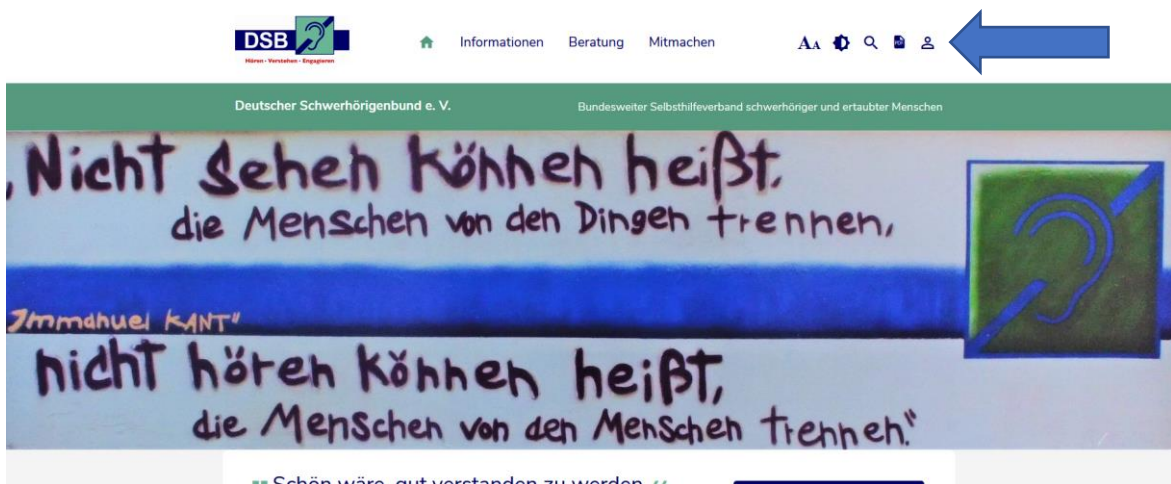 DSB
Hören - Verstehen - Engagieren
Informationen Beratung Mitmachen AA
Deutscher Schwerhörigenbund e. V. Bundesweiter Selbsthilfeverband schwerhöriger und ertaubter Menschen
„Nicht Sehen können heißt,
die Menschen von den Dingen trennen,
Immanuel KANT"
nicht hören können heißt,
die Menschen von den Menschen trennen."
Schön wäre, gut verstanden zu werden